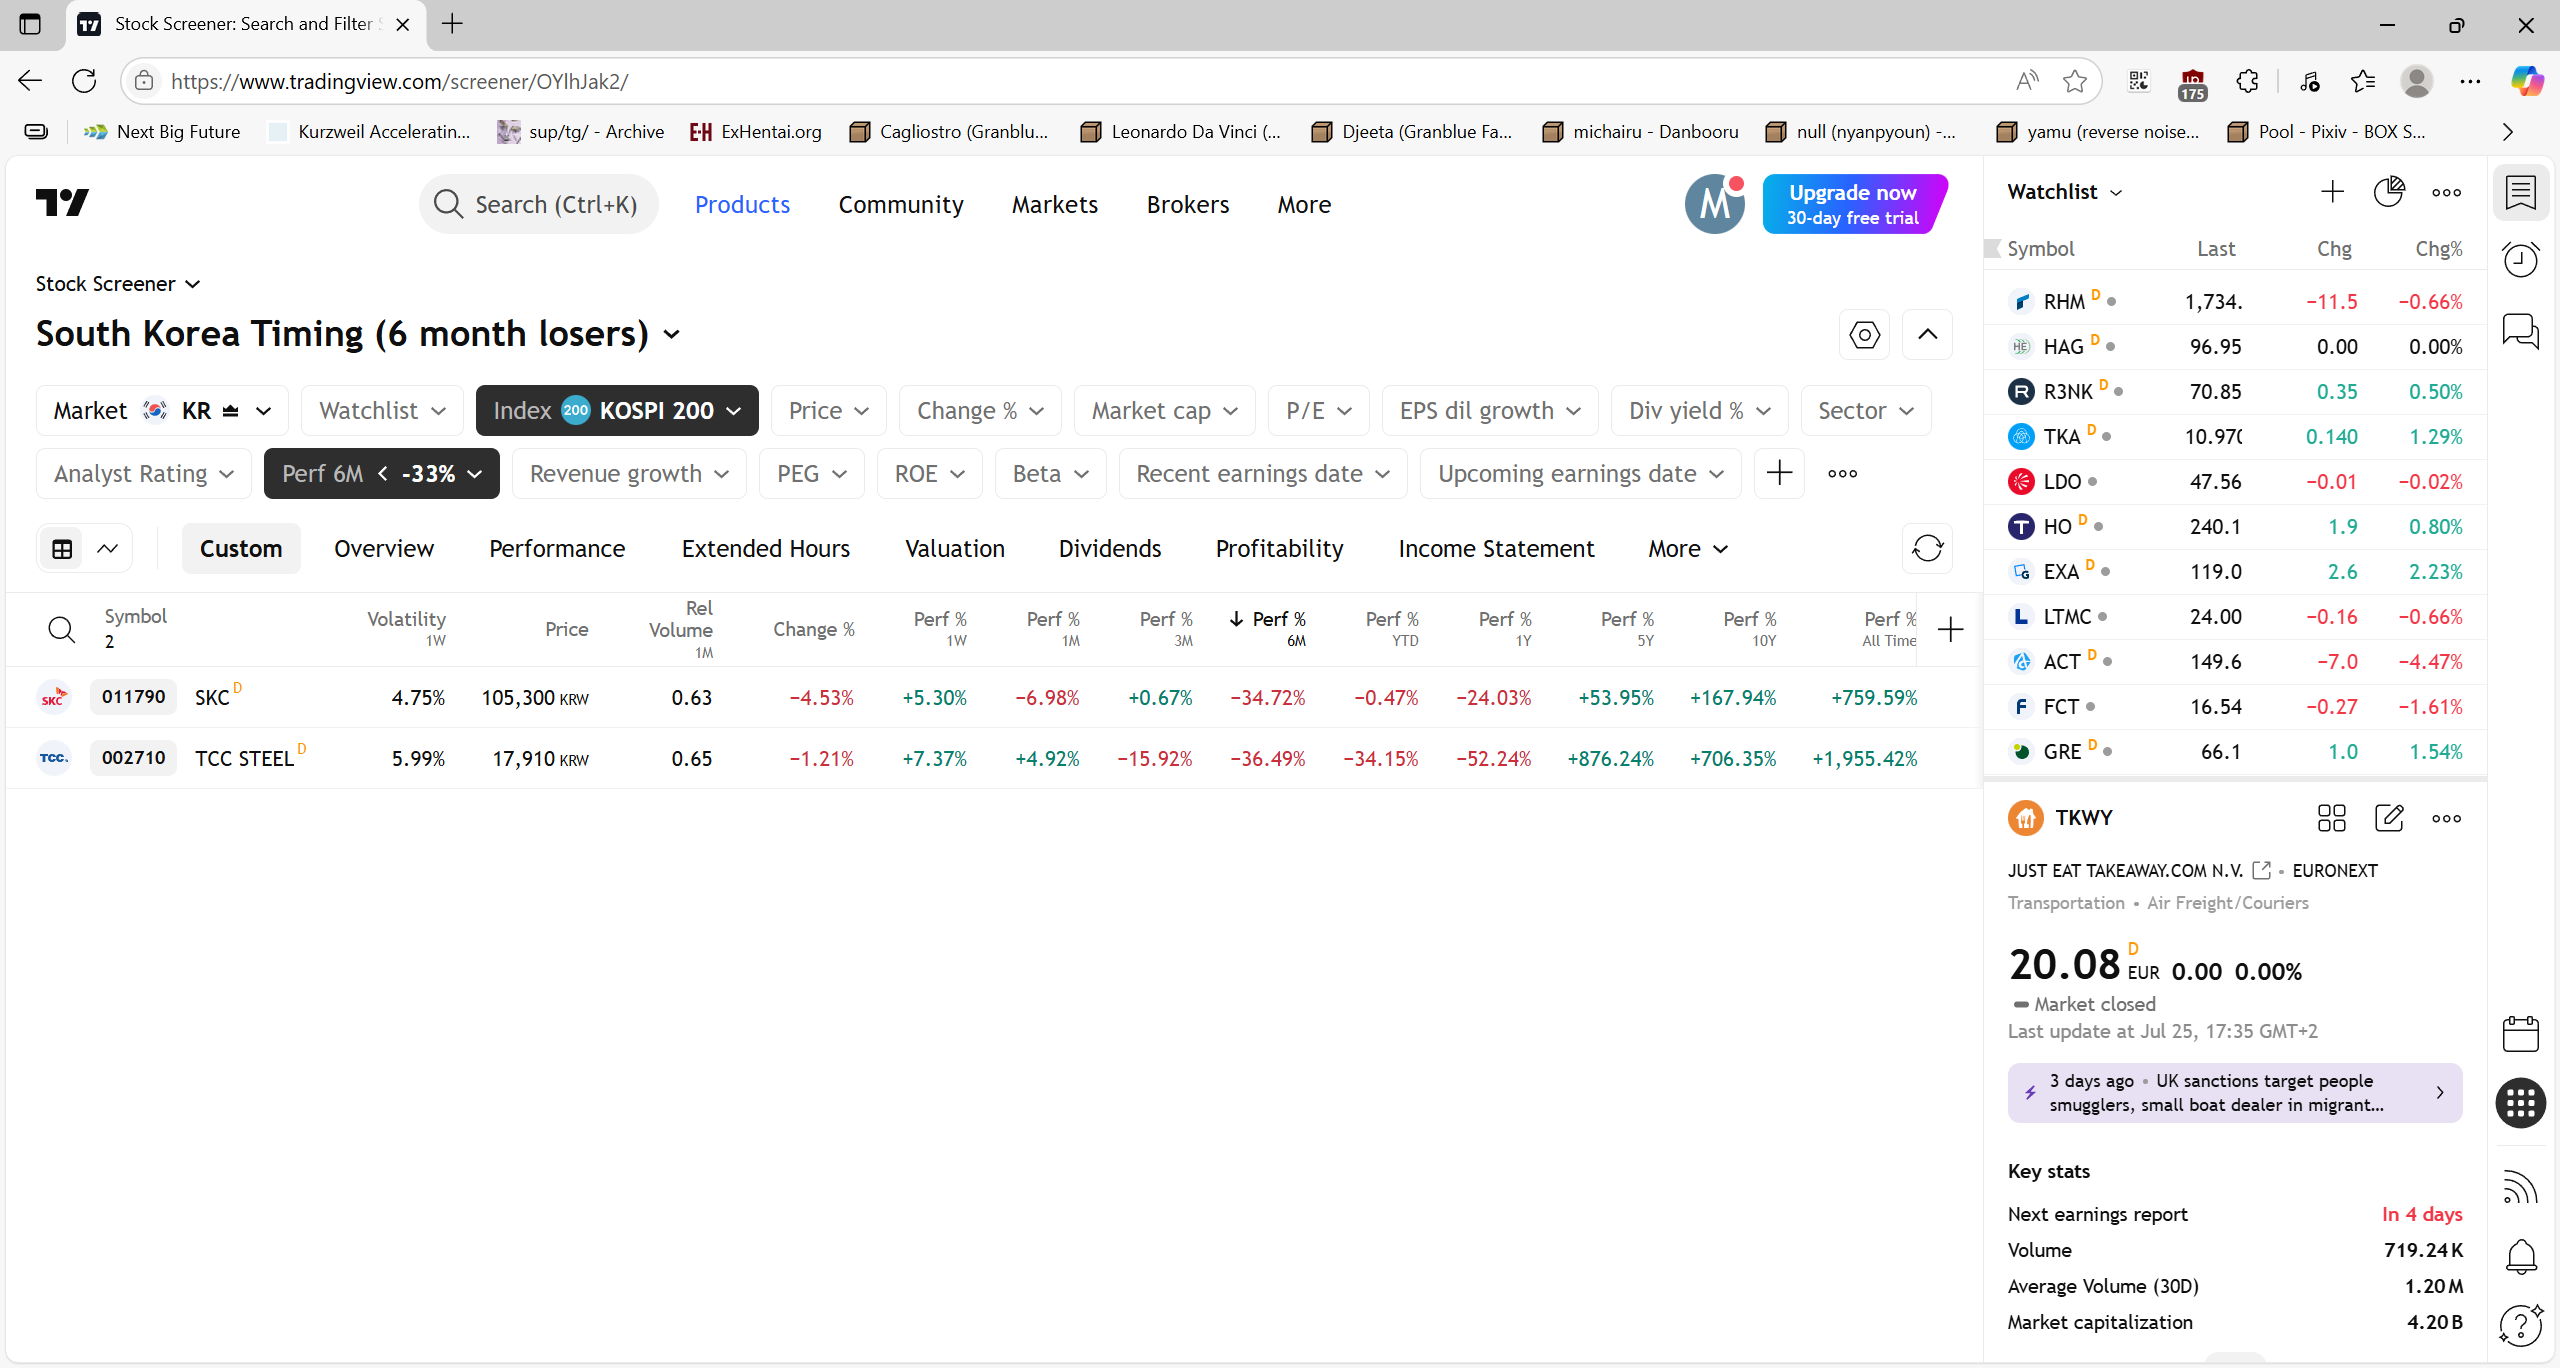 Stock Screener: Search and Filter S
https://www.tradingview.com/screener/OYlhJak2/
175
Next Big Future
Kurzweil Acceleratin...
sup/tg/ - Archive
ExHentai.org
Cagliostro (Granblu...
Leonardo Da Vinci (...
Djeeta (Granblue Fa...
michairu - Danbooru
null (nyanpyoun) -...
yamu (reverse noise...
Pool - Pixiv - BOX S...
Search (Ctrl+K)
Products
Community
Markets
Brokers
More
M
Upgrade now
30-day free trial
Stock Screener
South Korea Timing (6 month losers)
Market KR
Watchlist
Index 200 KOSPI 200
Price
Change %
Market cap
P/E
EPS dil growth
Div yield %
Sector
Analyst Rating
Perf 6M < -33%
Revenue growth
PEG
ROE
Beta
Recent earnings date
Upcoming earnings date
Custom
Overview
Performance
Extended Hours
Valuation
Dividends
Profitability
Income Statement
More
Symbol
2
Volatility
1W
Price
Rel
Volume
1M
Change %
Perf %
1W
Perf %
1M
Perf %
3M
↓ Perf %
6M
Perf %
YTD
Perf %
1Y
Perf %
5Y
Perf %
10Y
Perf %
All Time
SKC 011790 SKC D 4.75% 105,300 KRW 0.63 −4.53% +5.30% −6.98% +0.67% −34.72% −0.47% −24.03% +53.95% +167.94% +759.59%
TCC. 002710 TCC STEEL D 5.99% 17,910 KRW 0.65 −1.21% +7.37% +4.92% −15.92% −36.49% −34.15% −52.24% +876.24% +706.35% +1,955.42%
Watchlist
Symbol Last Chg Chg%
RHM D 1,734. −11.5 −0.66%
HE HAG D 96.95 0.00 0.00%
R R3NK D 70.85 0.35 0.50%
TKA D 10.970 0.140 1.29%
LDO 47.56 −0.01 −0.02%
T HO D 240.1 1.9 0.80%
G EXA D 119.0 2.6 2.23%
L LTMC 24.00 −0.16 −0.66%
ACT D 149.6 −7.0 −4.47%
F FCT 16.54 −0.27 −1.61%
GRE D 66.1 1.0 1.54%
TKWY
JUST EAT TAKEAWAY.COM N.V. • EURONEXT
Transportation • Air Freight/Couriers
20.08 D EUR 0.00 0.00%
Market closed
Last update at Jul 25, 17:35 GMT+2
3 days ago • UK sanctions target people
smugglers, small boat dealer in migrant...
Key stats
Next earnings report In 4 days
Volume 719.24 K
Average Volume (30D) 1.20 M
Market capitalization 4.20 B